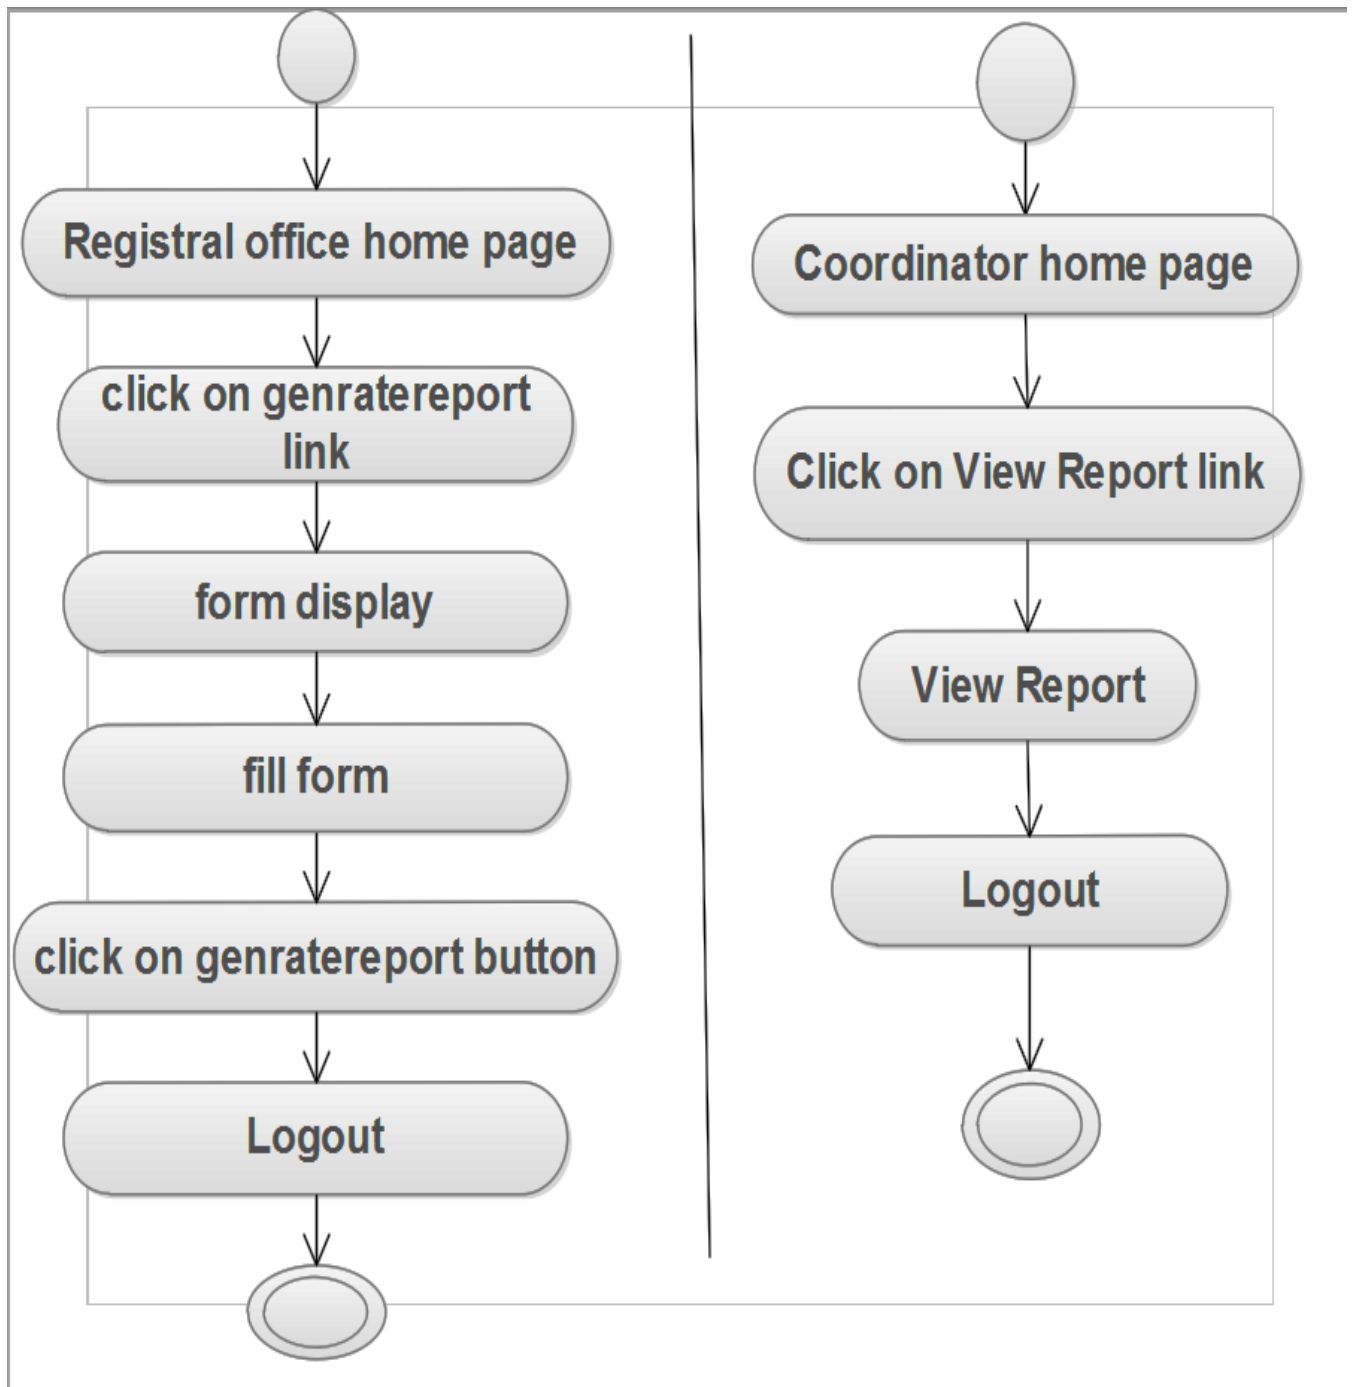 Registral office home page
click on genratereport
link
form display
fill form
click on genratereport button
Logout
Coordinator home page
Click on View Report link
View Report
Logout